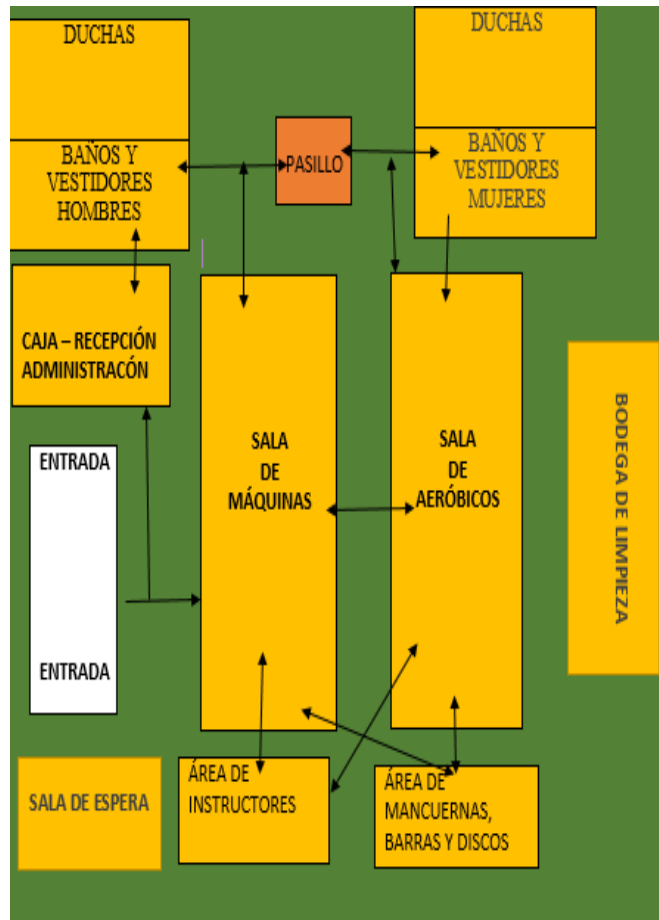 DUCHAS
BAÑOS Y
VESTIDORES
HOMBRES
PASILLO
DUCHAS
BAÑOS Y
VESTIDORES
MUJERES
CAJA – RECEPCIÓN
ADMINISTRACÓN
ENTRADA
ENTRADA
SALA
DE
MÁQUINAS
SALA
DE
AERÓBICOS
BODEGA DE LIMPIEZA
SALA DE ESPERA
ÁREA DE
INSTRUCTORES
ÁREA DE
MANCUERNAS,
BARRAS Y DISCOS